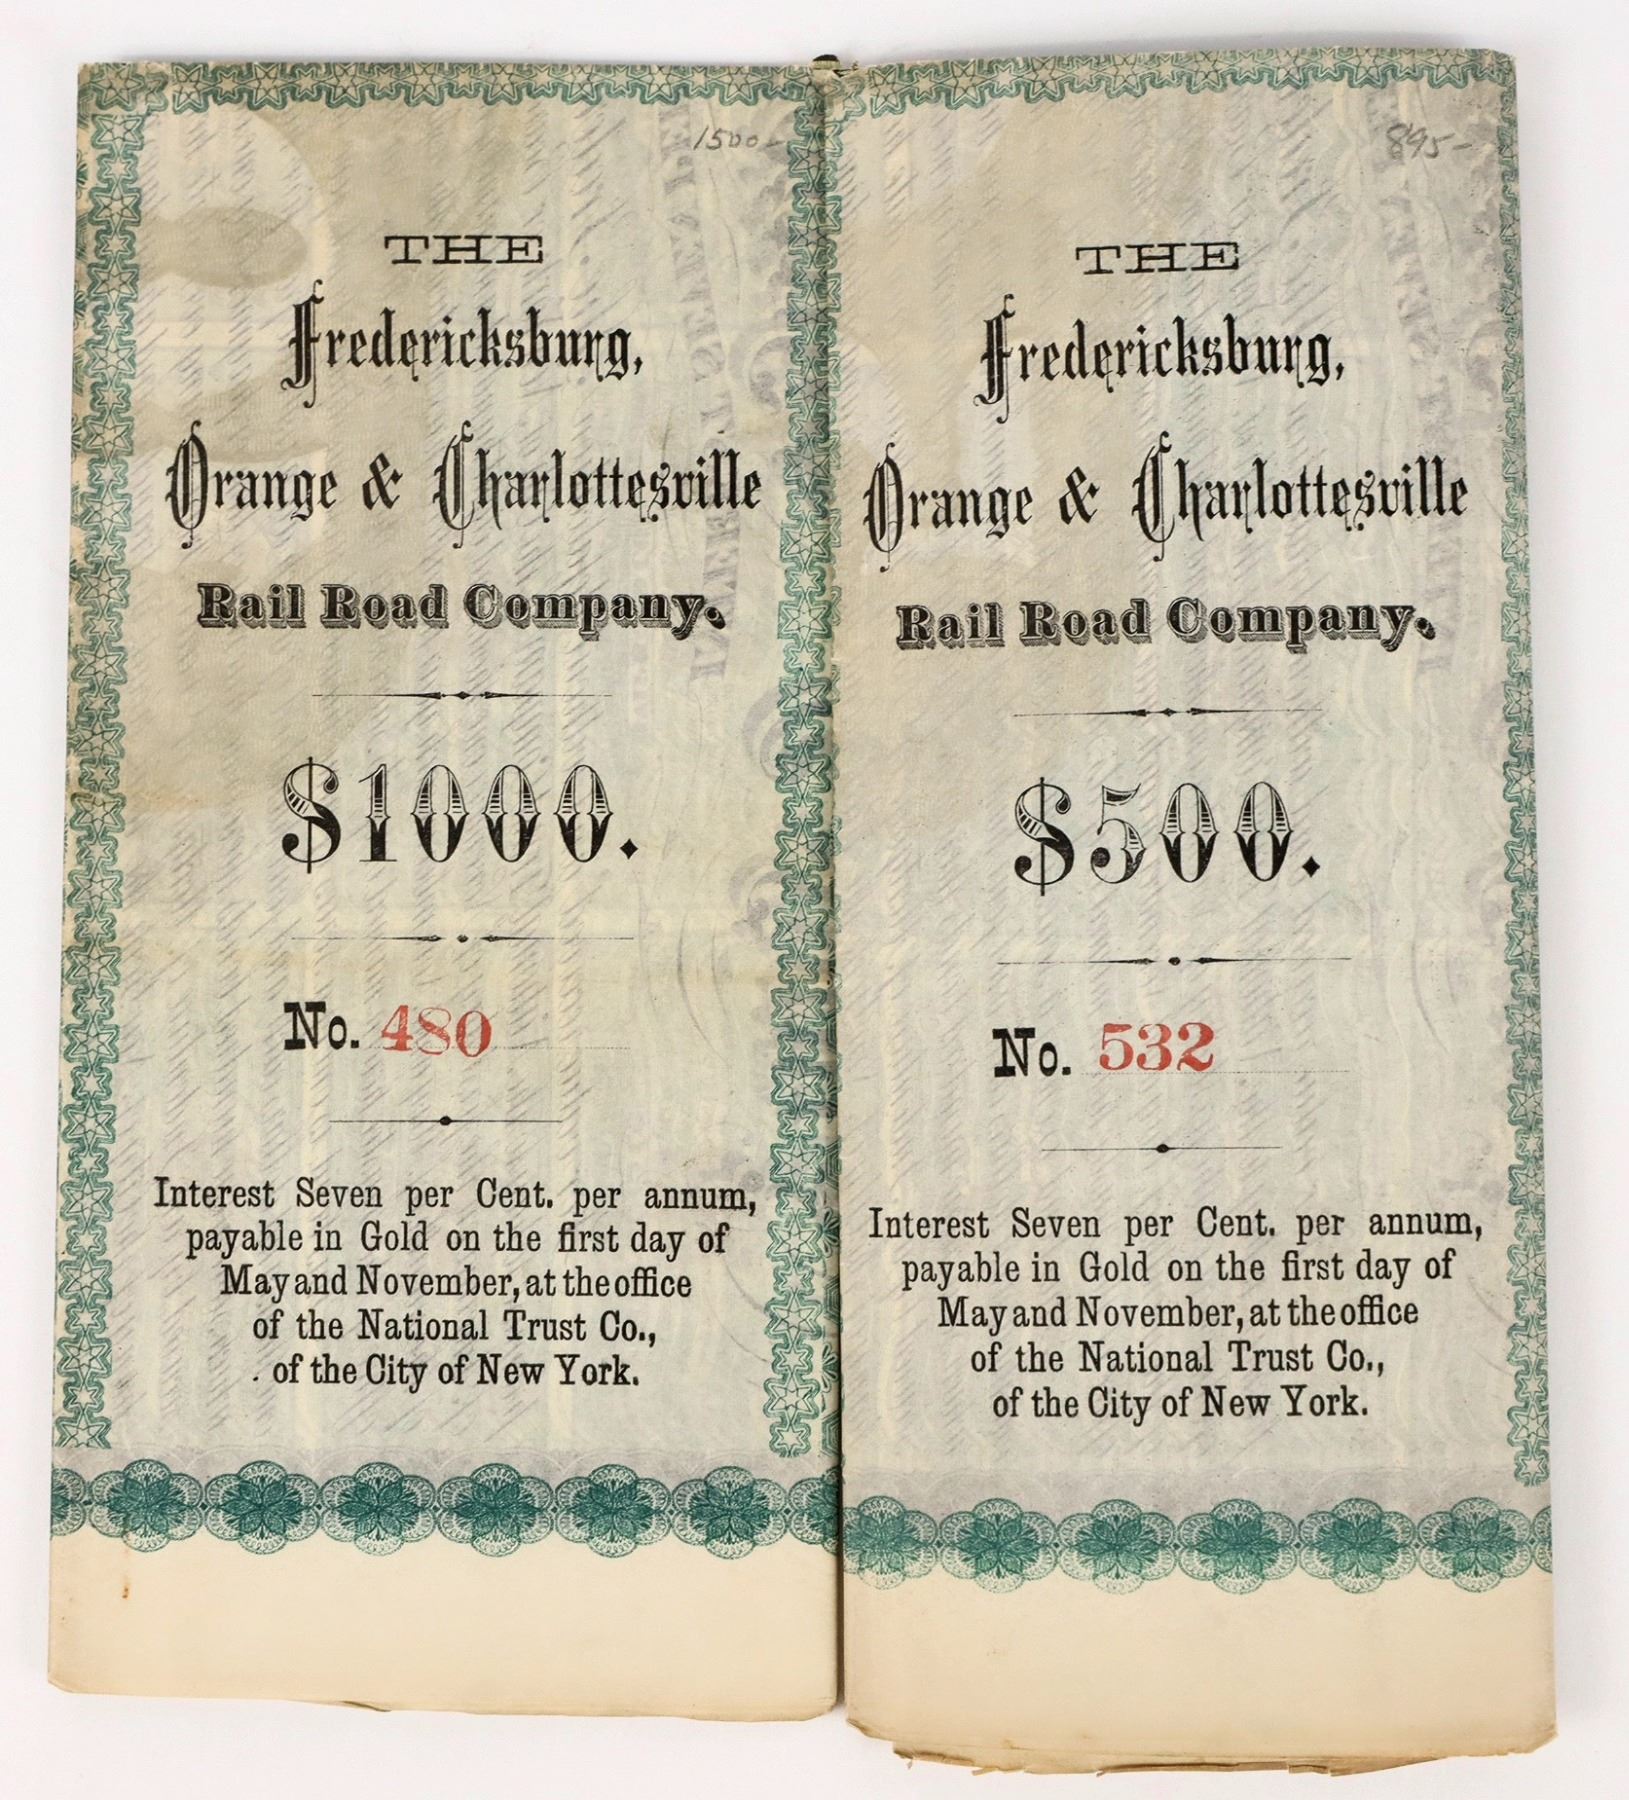 1500-
THE
Fredericksburg,
Orange & Charlottesville
Rail Road Company.
$1000.
No. 480
Interest Seven per Cent. per annum,
payable in Gold on the first day of
May and November, at the office
of the National Trust Co.,
of the City of New York.
895-
THE
Fredericksburg,
Orange & Charlottesville
Rail Road Company.
$500.
No. 532
Interest Seven per Cent. per annum,
payable in Gold on the first day of
May and November, at the office
of the National Trust Co.,
of the City of New York.